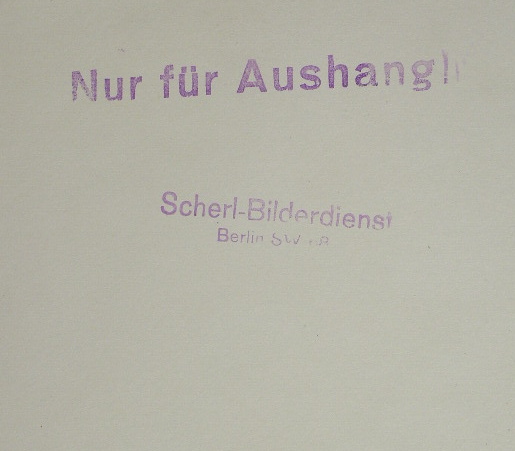 Nur für Aushang!
Scherl-Bilderdienst
Berlin SW